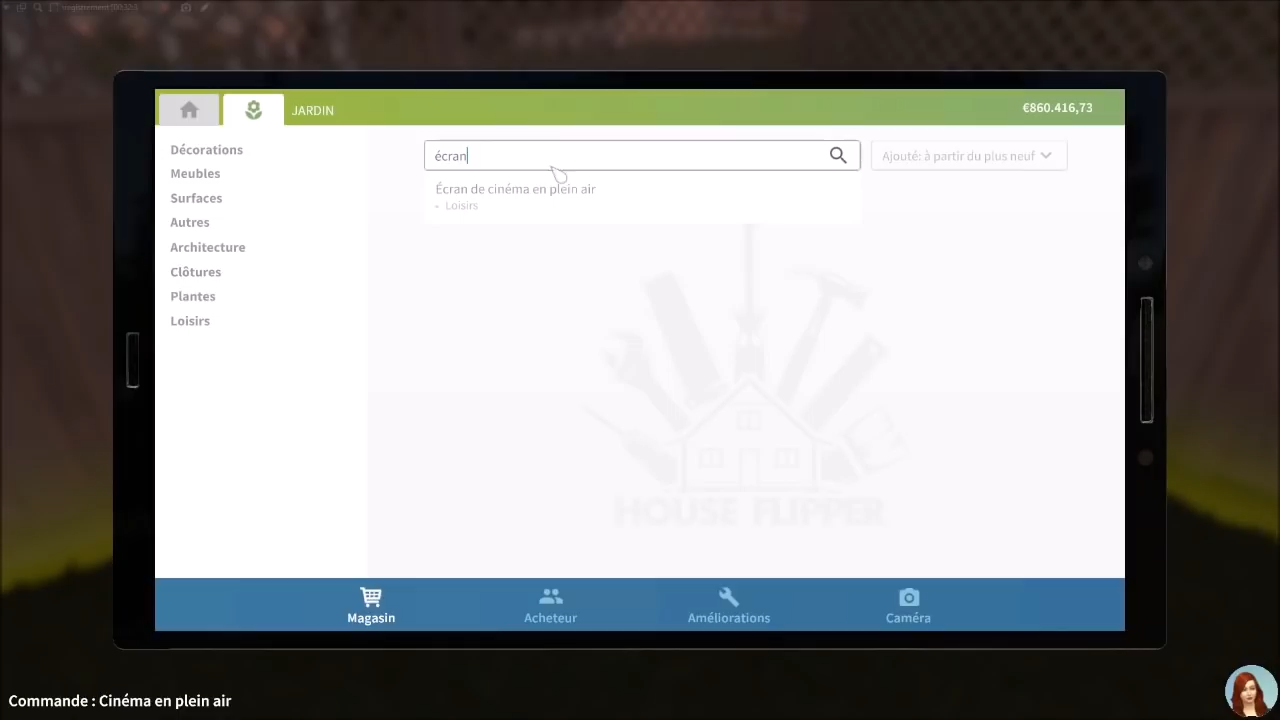 JARDIN
€860.416,73
écran
Ajouté: à partir du plus neuf
Écran de cinéma en plein air
- Loisirs
Décorations
Meubles
Surfaces
Autres
Architecture
Clôtures
Plantes
Loisirs
HOUSE FLIPPER
Magasin
Acheteur
Améliorations
Caméra
Commande : Cinéma en plein air